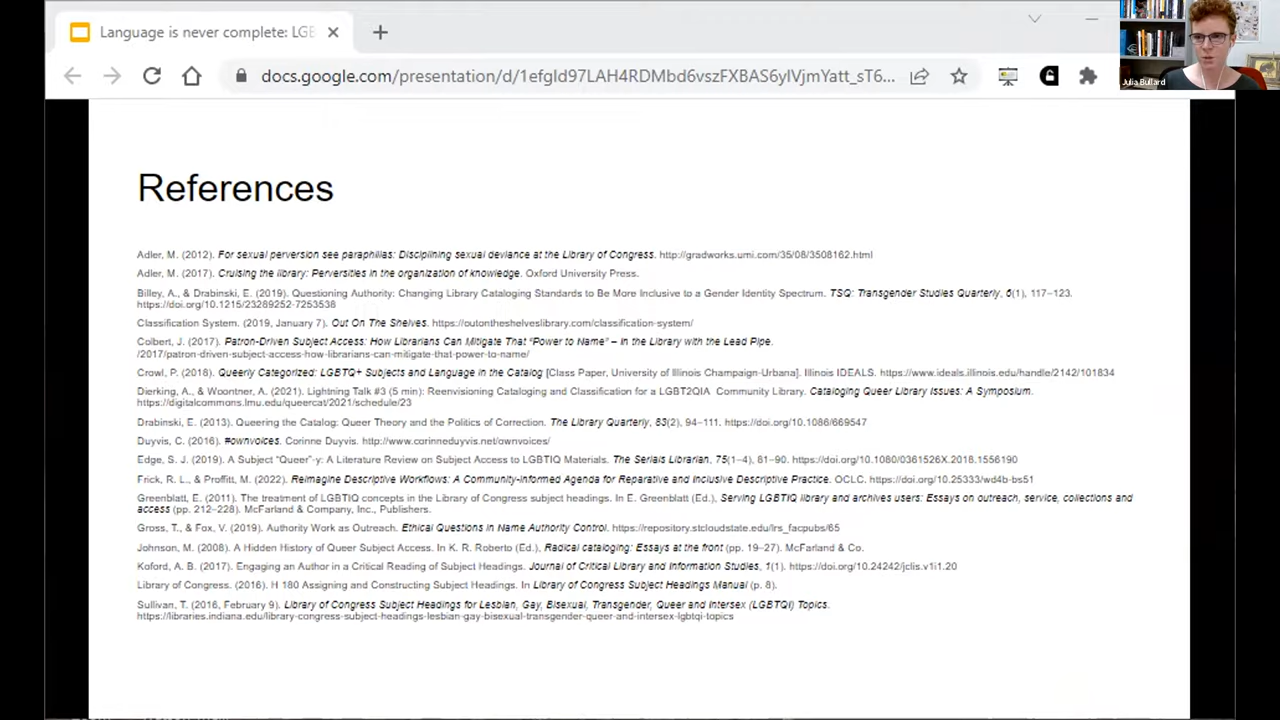 Language is never complete: LGB
docs.google.com/presentation/d/1efgId97LAH4RDMbd6vszFXBAS6yIVjmYatt_sT6...
Julia Bullard
References
Adler, M. (2012). For sexual perversion see paraphilias: Disciplining sexual deviance at the Library of Congress. http://gradworks.umi.com/35/08/3508162.html
Adler, M. (2017). Cruising the library: Perversities in the organization of knowledge. Oxford University Press.
Billey, A., & Drabinski, E. (2019). Questioning Authority: Changing Library Cataloging Standards to Be More Inclusive to a Gender Identity Spectrum. TSQ: Transgender Studies Quarterly, 6(1), 117–123.
https://doi.org/10.1215/23289252-7253538
Classification System. (2019, January 7). Out On The Shelves. https://outontheshelveslibrary.com/classification-system/
Colbert, J. (2017). Patron-Driven Subject Access: How Librarians Can Mitigate That “Power to Name” – In the Library with the Lead Pipe.
/2017/patron-driven-subject-access-how-librarians-can-mitigate-that-power-to-name/
Crowl, P. (2018). Queerly Categorized: LGBTQ+ Subjects and Language in the Catalog [Class Paper, University of Illinois Champaign-Urbana]. Illinois IDEALS. https://www.ideals.illinois.edu/handle/2142/101834
Dierking, A., & Woontner, A. (2021). Lightning Talk #3 (5 min): Reenvisioning Cataloging and Classification for a LGBT2QIA Community Library. Cataloging Queer Library Issues: A Symposium.
https://digitalcommons.lmu.edu/queercat/2021/schedule/23
Drabinski, E. (2013). Queering the Catalog: Queer Theory and the Politics of Correction. The Library Quarterly, 83(2), 94–111. https://doi.org/10.1086/669547
Duyvis, C. (2016). #ownvoices. Corinne Duyvis. http://www.corinneduyvis.net/ownvoices/
Edge, S. J. (2019). A Subject “Queer”-y: A Literature Review on Subject Access to LGBTIQ Materials. The Serials Librarian, 75(1–4), 81–90. https://doi.org/10.1080/0361526X.2018.1556190
Frick, R. L., & Proffitt, M. (2022). Reimagine Descriptive Workflows: A Community-informed Agenda for Reparative and Inclusive Descriptive Practice. OCLC. https://doi.org/10.25333/wd4b-bs51
Greenblatt, E. (2011). The treatment of LGBTIQ concepts in the Library of Congress subject headings. In E. Greenblatt (Ed.), Serving LGBTIQ library and archives users: Essays on outreach, service, collections and
access (pp. 212–228). McFarland & Company, Inc., Publishers.
Gross, T., & Fox, V. (2019). Authority Work as Outreach. Ethical Questions in Name Authority Control. https://repository.stcloudstate.edu/lrs_facpubs/65
Johnson, M. (2008). A Hidden History of Queer Subject Access. In K. R. Roberto (Ed.), Radical cataloging: Essays at the front (pp. 19–27). McFarland & Co.
Koford, A. B. (2017). Engaging an Author in a Critical Reading of Subject Headings. Journal of Critical Library and Information Studies, 1(1). https://doi.org/10.24242/jclis.v1i1.20
Library of Congress. (2016). H 180 Assigning and Constructing Subject Headings. In Library of Congress Subject Headings Manual (p. 8).
Sullivan, T. (2016, February 9). Library of Congress Subject Headings for Lesbian, Gay, Bisexual, Transgender, Queer and Intersex (LGBTQI) Topics.
https://libraries.indiana.edu/library-congress-subject-headings-lesbian-gay-bisexual-transgender-queer-and-intersex-lgbtqi-topics